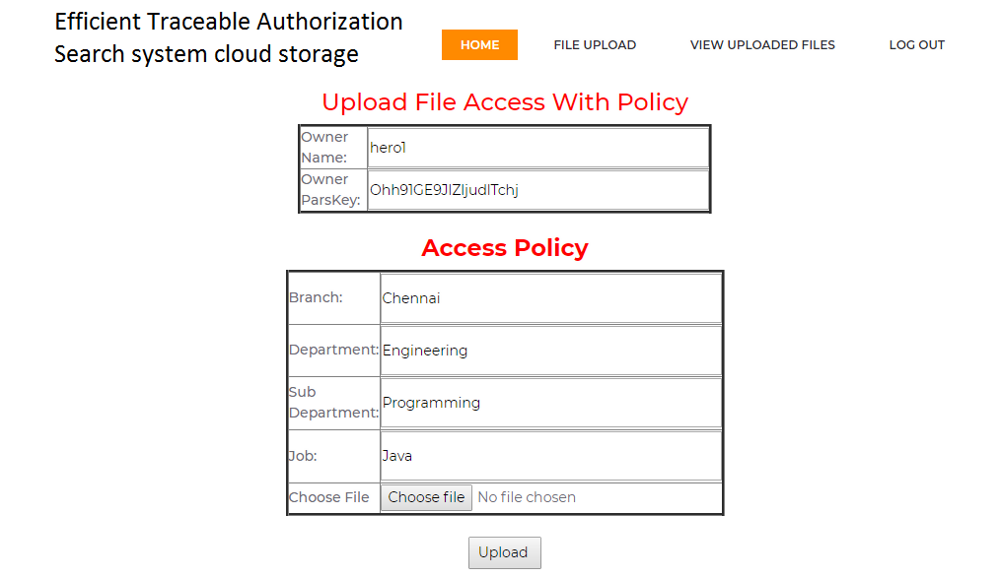 Efficient Traceable Authorization
Search system cloud storage
HOME
FILE UPLOAD
VIEW UPLOADED FILES
LOG OUT
Upload File Access With Policy
Owner
Name:
hero1
Owner
ParsKey:
Ohh91GE9JIZljudITchj
Access Policy
Branch:
Chennai
Department:
Engineering
Sub
Department:
Programming
Job:
Java
Choose File
Choose file
No file chosen
Upload